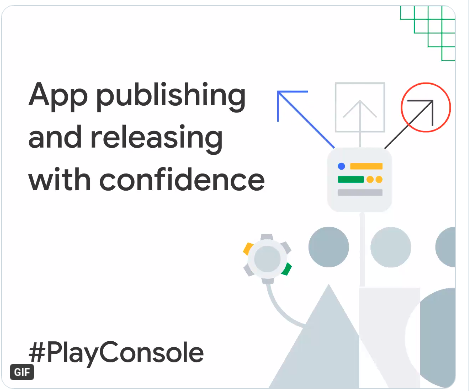 App publishing
and releasing
with confidence
#PlayConsole
GIF